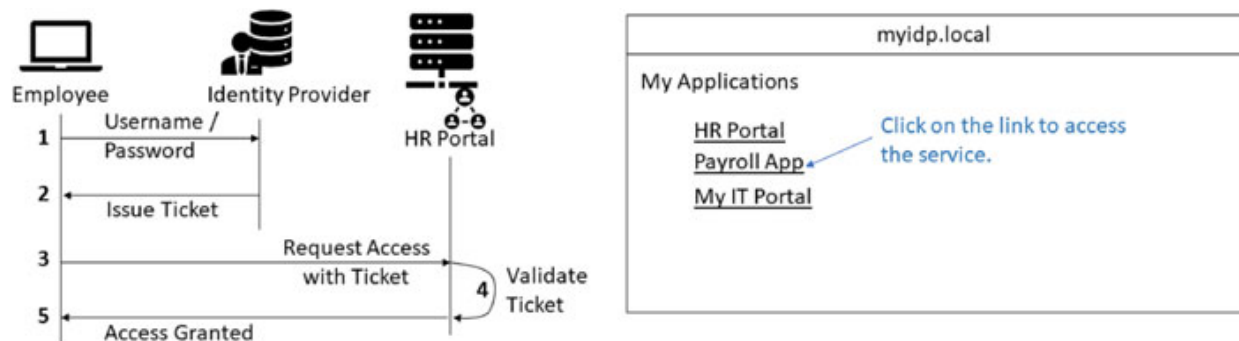 Employee
Identity Provider
HR Portal
1
Username /
Password
2
Issue Ticket
3
Request Access
with Ticket
4
Validate
Ticket
5
Access Granted
myidp.local
My Applications
HR Portal
Payroll App
My IT Portal
Click on the link to access
the service.